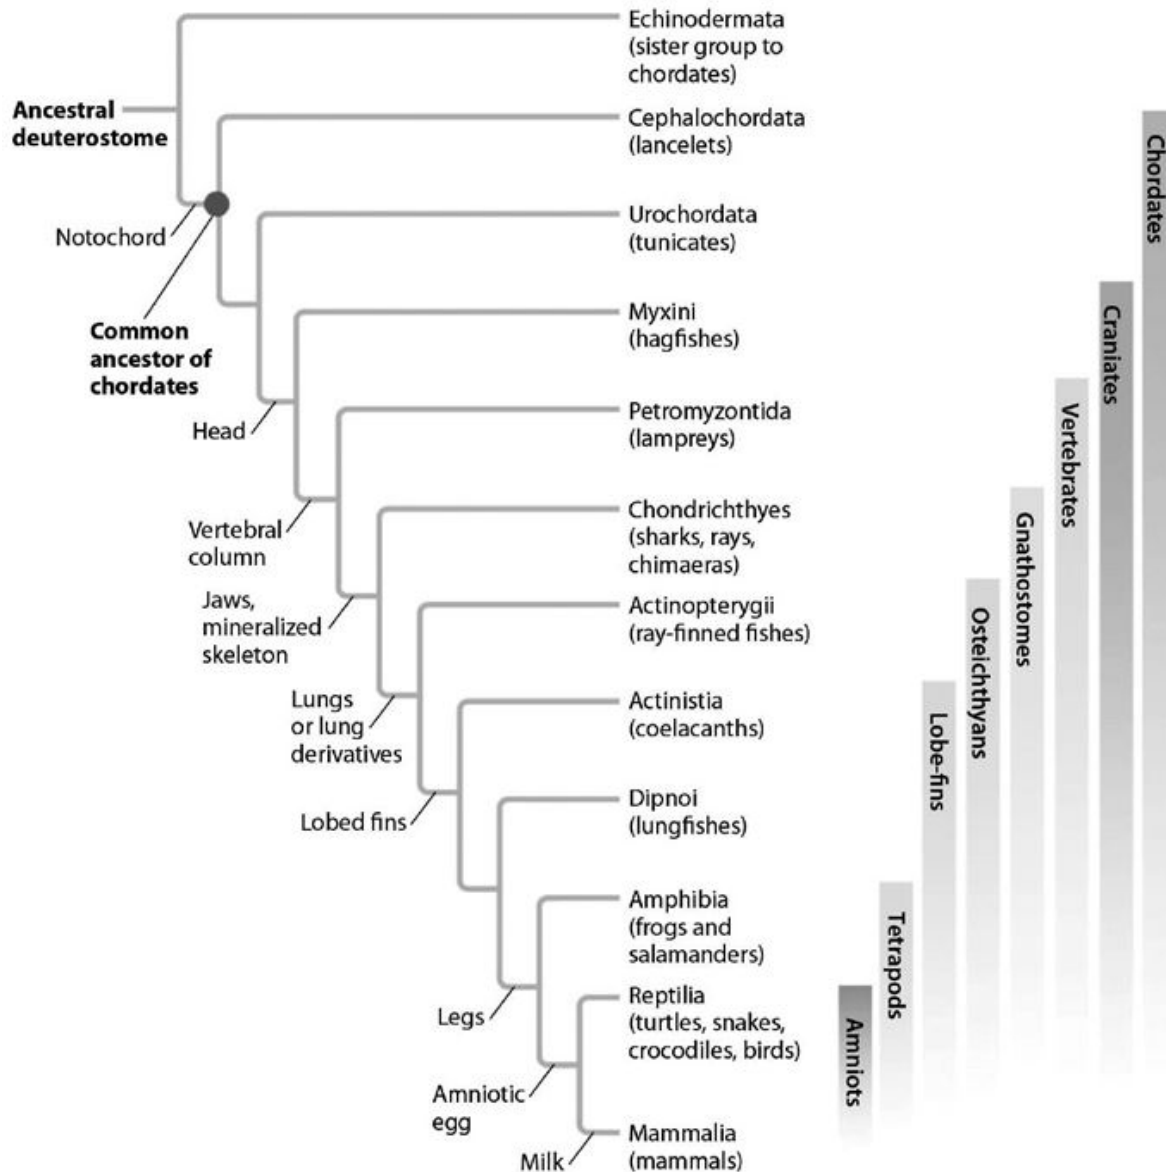 Echinodermata
(sister group to
chordates)
Ancestral
deuterostome
Cephalochordata
(lancelets)
Notochord
Urochordata
(tunicates)
Common
ancestor of
chordates
Myxini
(hagfishes)
Head
Petromyzontida
(lampreys)
Vertebral
column
Chondrichthyes
(sharks, rays,
chimaeras)
Jaws,
mineralized
skeleton
Actinopterygii
(ray-finned fishes)
Lungs
or lung
derivatives
Actinistia
(coelacanths)
Lobed fins
Dipnoi
(lungfishes)
Amphibia
(frogs and
salamanders)
Legs
Reptilia
(turtles, snakes,
crocodiles, birds)
Amniotic
egg
Milk
Mammalia
(mammals)
Amniots
Tetrapods
Lobe-fins
Osteichthyans
Gnathostomes
Vertebrates
Craniates
Chordates